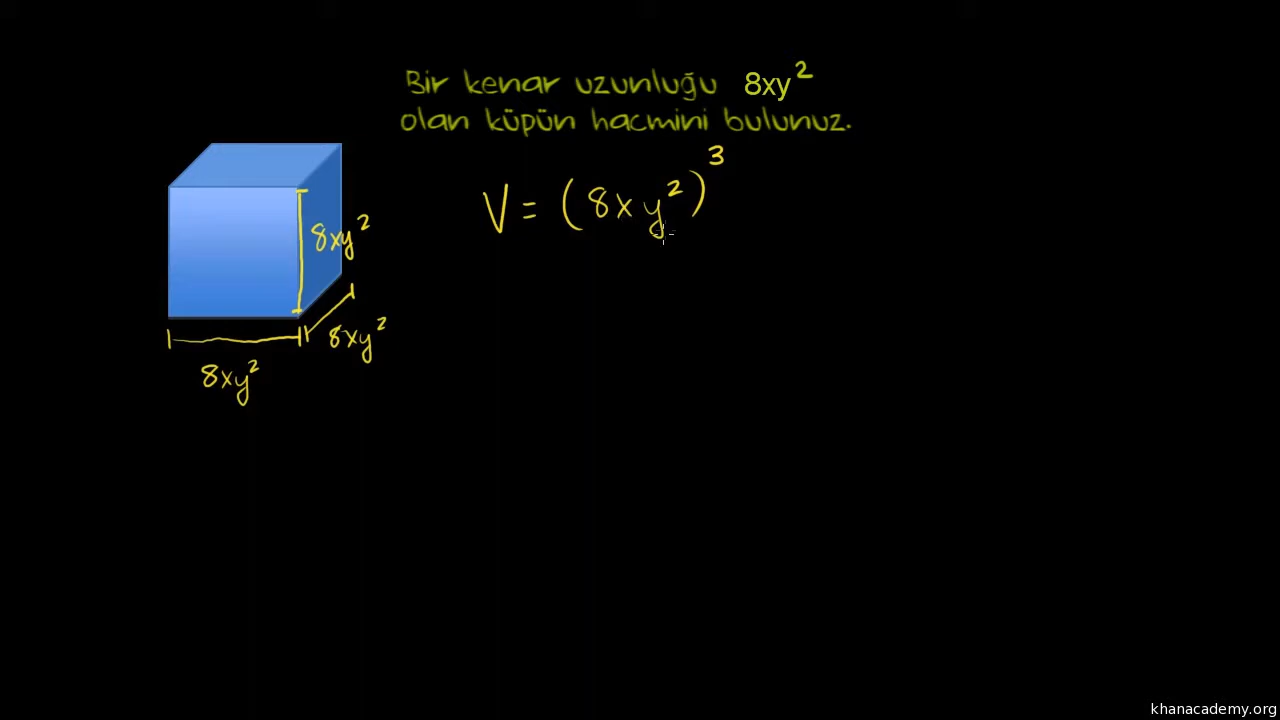 Bir kenar uzunluğu 8xy²
olan küpün hacmini bulunuz.
V = (8xy²)³
8xy²
8xy²
8xy²
khanacademy.org